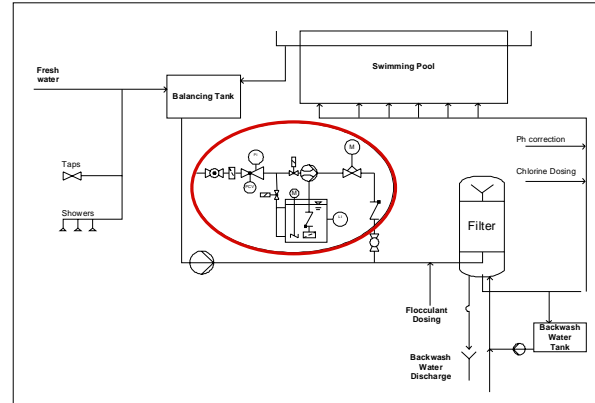 Swimming Pool
Fresh
water
Balancing Tank
Ph correction
M
Taps
PCV
Chlorine Dosing
M
Showers
Filter
Flocculant
Dosing
Backwash
Water
Tank
Backwash
Water
Discharge